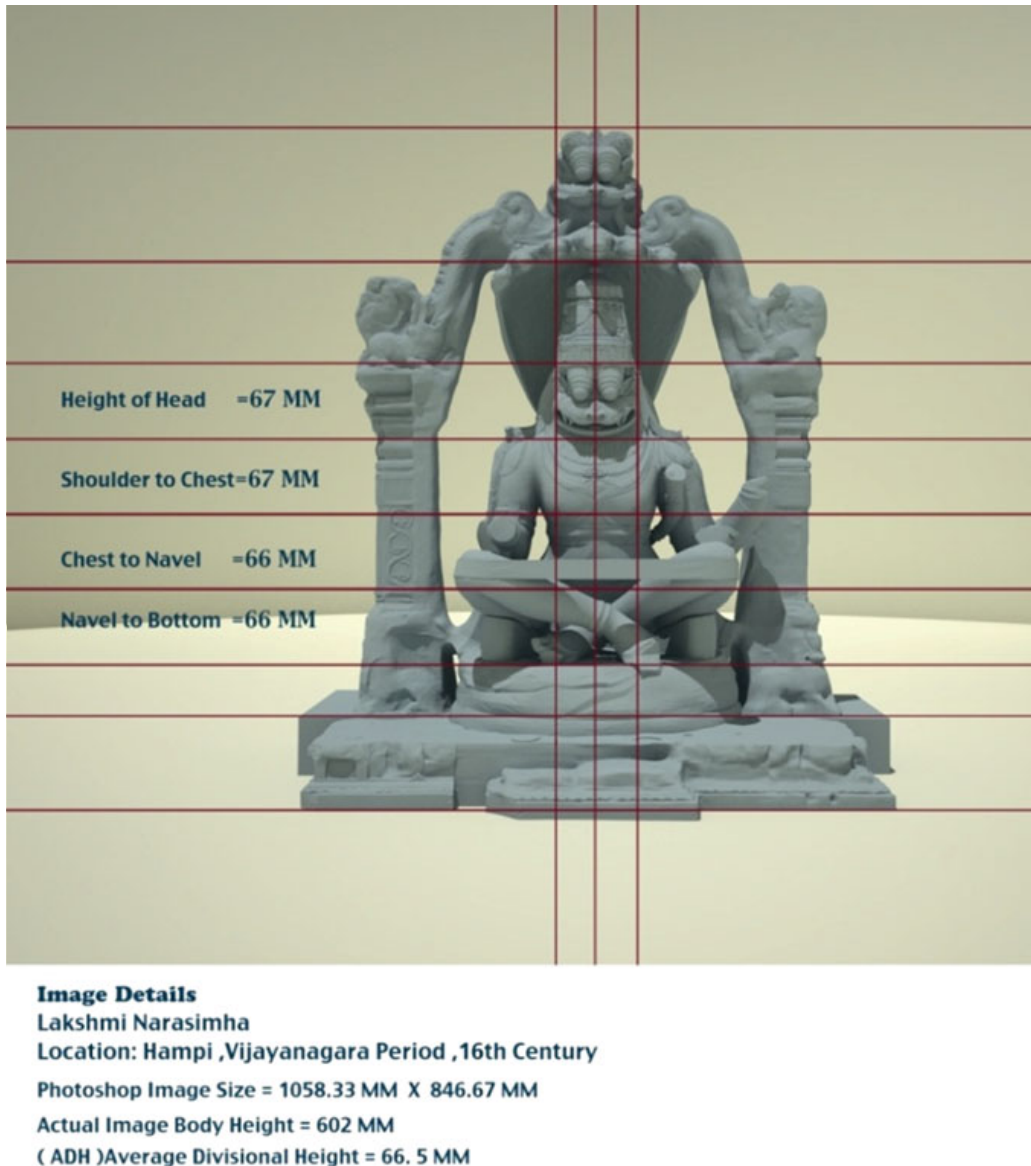 Height of Head =67 MM
Shoulder to Chest=67 MM
Chest to Navel =66 MM
Navel to Bottom =66 MM
Image Details
Lakshmi Narasimha
Location: Hampi ,Vijayanagara Period ,16th Century
Photoshop Image Size = 1058.33 MM X 846.67 MM
Actual Image Body Height = 602 MM
( ADH )Average Divisional Height = 66. 5 MM